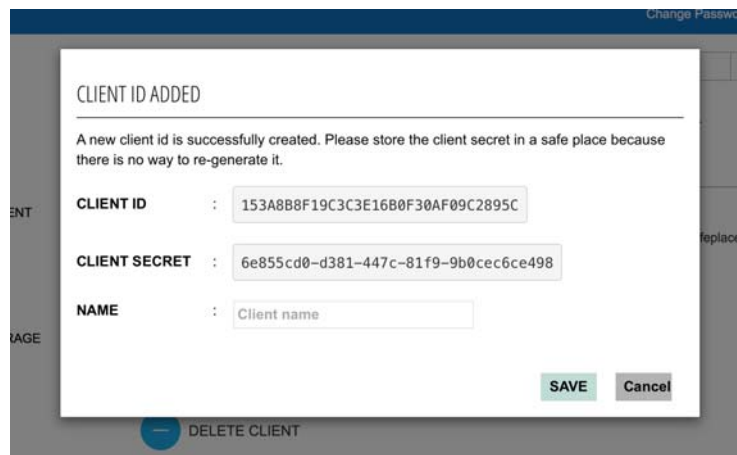 Change Passwo
CLIENT ID ADDED
A new client id is successfully created. Please store the client secret in a safe place because
there is no way to re-generate it.
CLIENT ID : 153A8B8F19C3C3E16B0F30AF09C2895C
ENT
feplace
CLIENT SECRET : 6e855cd0-d381-447c-81f9-9b0cec6ce498
NAME : Client name
RAGE
SAVE Cancel
DELETE CLIENT